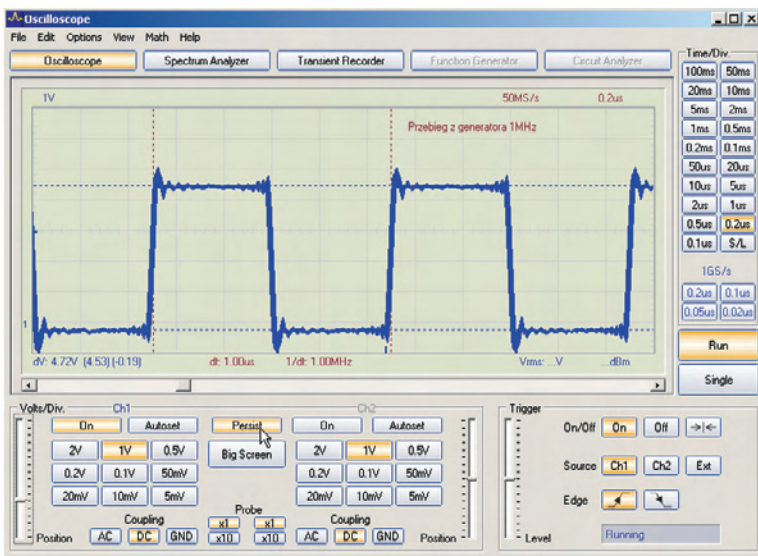 Oscilloscope
File Edit Options View Math Help
Oscilloscope Spectrum Analyzer Transient Recorder Function Generator Circuit Analyzer
1V 50MS/s 0.2us
Przebieg z generatora 1MHz
1
dV: 4.72V (4.53) (-0.19) dt: 1.00us 1/dt: 1.00MHz Vrms: ...V ...dBm
Time/Div.
100ms 50ms
20ms 10ms
5ms 2ms
1ms 0.5ms
0.2ms 0.1ms
50us 20us
10us 5us
2us 1us
0.5us 0.2us
0.1us S/L
1GS/s
0.2us 0.1us
0.05us 0.02us
Run
Single
Volts/Div. Ch1
On Autoset
2V 1V 0.5V
0.2V 0.1V 50mV
20mV 10mV 5mV
Coupling
Position AC DC GND
Persist
Big Screen
Probe
x1 x1
x10 x10
Ch2
On Autoset
2V 1V 0.5V
0.2V 0.1V 50mV
20mV 10mV 5mV
Coupling
AC DC GND Position
Trigger
On/Off On Off
Source Ch1 Ch2 Ext
Edge
Level Running